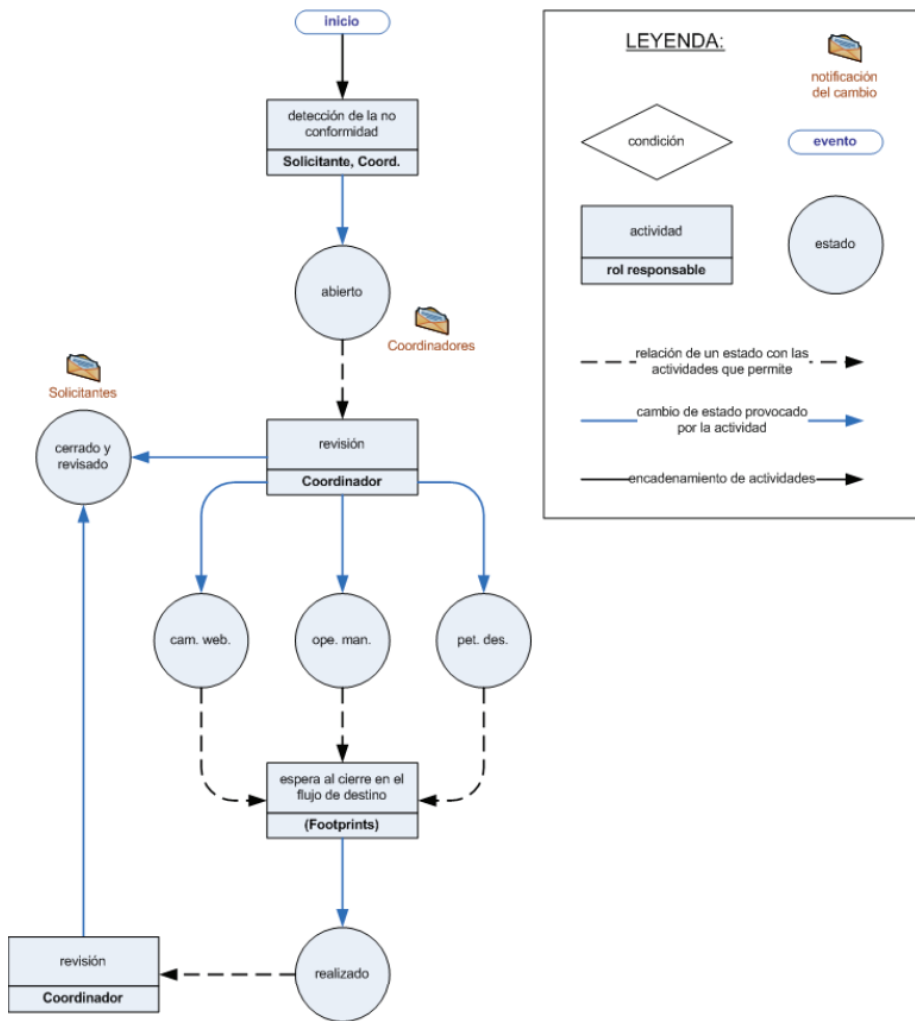 inicio
detección de la no
conformidad
Solicitante, Coord.
abierto
Coordinadores
Solicitantes
cerrado y
revisado
revisión
Coordinador
cam. web.
ope. man.
pet. des.
espera al cierre en el
flujo de destino
(Footprints)
realizado
revisión
Coordinador
LEYENDA:
notificación
del cambio
condición
evento
actividad
rol responsable
estado
relación de un estado con las
actividades que permite
cambio de estado provocado
por la actividad
encadenamiento de actividades